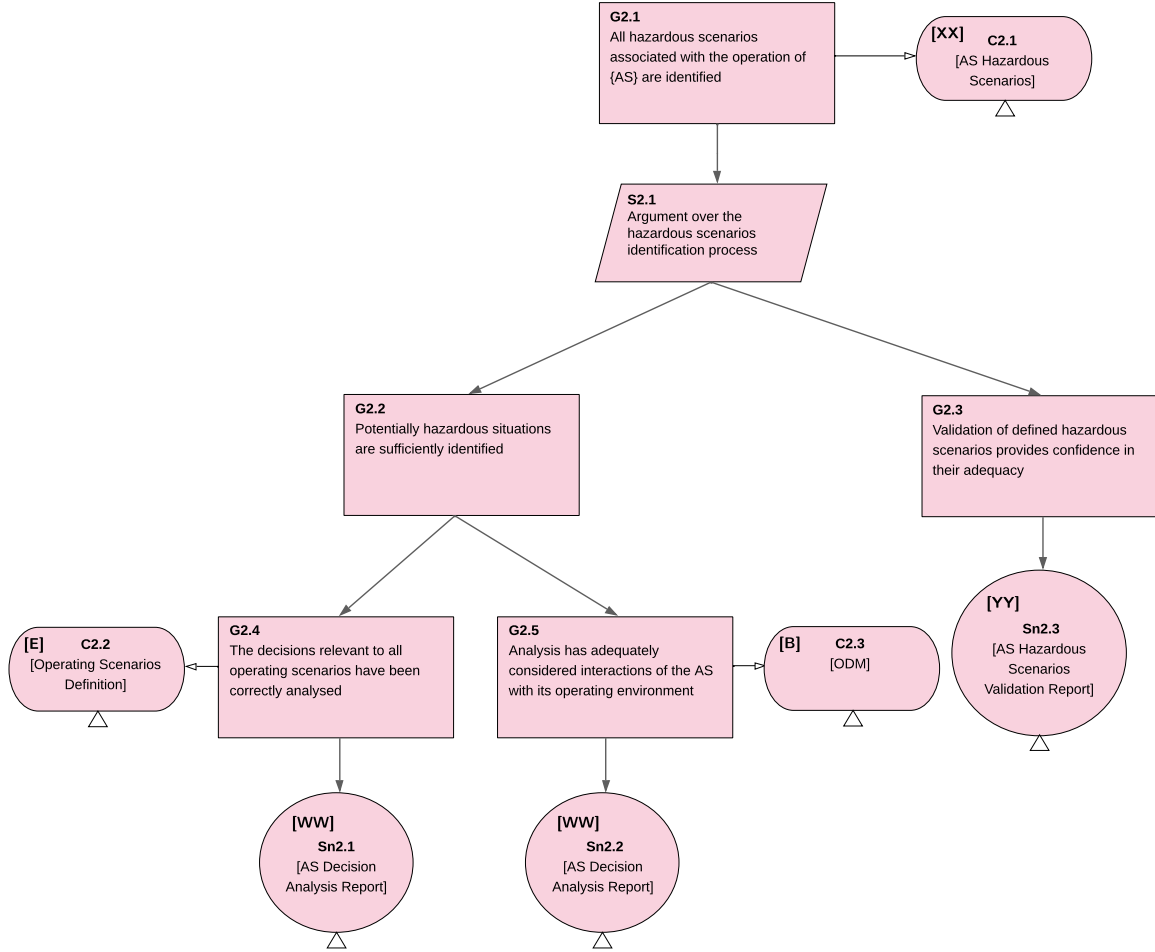 G2.1
All hazardous scenarios
associated with the operation of
{AS} are identified
[XX]
C2.1
[AS Hazardous
Scenarios]
S2.1
Argument over the
hazardous scenarios
identification process
G2.2
Potentially hazardous situations
are sufficiently identified
G2.3
Validation of defined hazardous
scenarios provides confidence in
their adequacy
[E]
C2.2
[Operating Scenarios
Definition]
G2.4
The decisions relevant to all
operating scenarios have been
correctly analysed
G2.5
Analysis has adequately
considered interactions of the AS
with its operating environment
[B]
C2.3
[ODM]
[YY]
Sn2.3
[AS Hazardous
Scenarios
Validation Report]
[WW]
Sn2.1
[AS Decision
Analysis Report]
[WW]
Sn2.2
[AS Decision
Analysis Report]